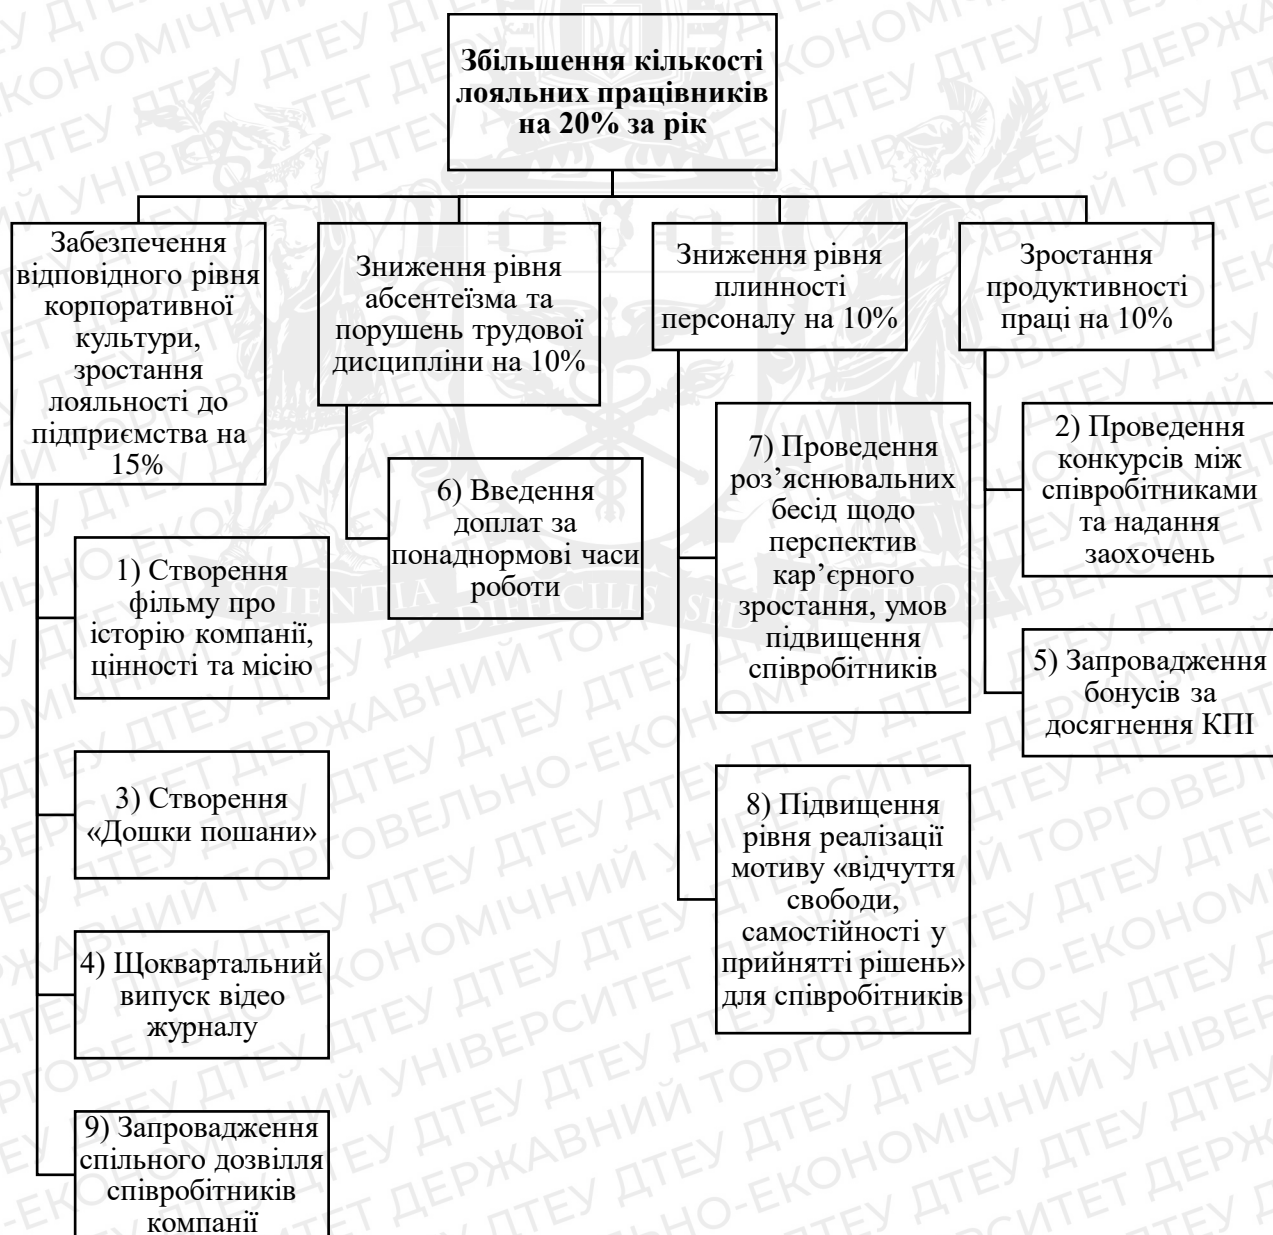 Збільшення кількості
лояльних працівників
на 20% за рік
Забезпечення
відповідного рівня
корпоративної
культури,
зростання
лояльності до
підприємства на
15%
1) Створення
фільму про
історію компанії,
цінності та місію
3) Створення
«Дошки пошани»
4) Щоквартальний
випуск відео
журналу
9) Запровадження
спільного дозвілля
співробітників
компанії
Зниження рівня
абсентеїзма та
порушень трудової
дисципліни на 10%
6) Введення
доплат за
понаднормові часи
роботи
Зниження рівня
плинності
персоналу на 10%
7) Проведення
роз’яснювальних
бесід щодо
перспектив
кар’єрного
зростання, умов
підвищення
співробітників
8) Підвищення
рівня реалізації
мотиву «відчуття
свободи,
самостійності у
прийнятті рішень»
для співробітників
Зростання
продуктивності
праці на 10%
2) Проведення
конкурсів між
співробітниками
та надання
заохочень
5) Запровадження
бонусів за
досягнення КПІ